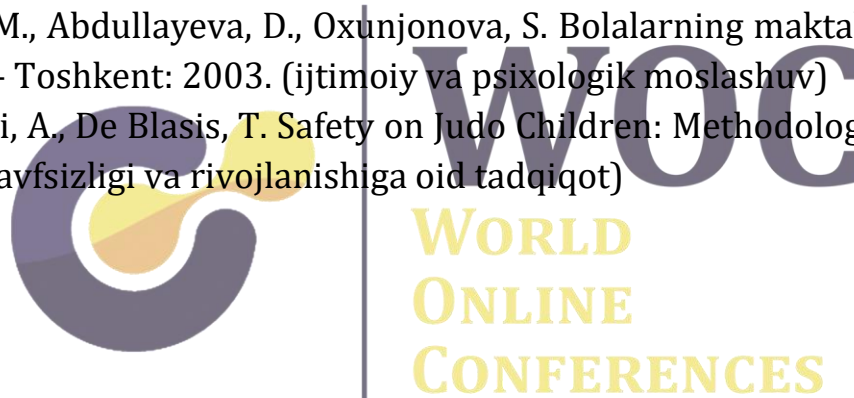 M., Abdullayeva, D., Oxunjonova, S. Bolalarning makta
- Toshkent: 2003. (ijtimoiy va psixologik moslashuv)
i, A., De Blasis, T. Safety on Judo Children: Methodolog
avfsizligi va rivojlanishiga oid tadqiqot)
WOC
WORLD
ONLINE
CONFERENCES